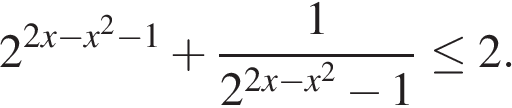 $2^{2x-x^2-1} + \frac{1}{2^{2x-x^2} - 1} \leq 2.$